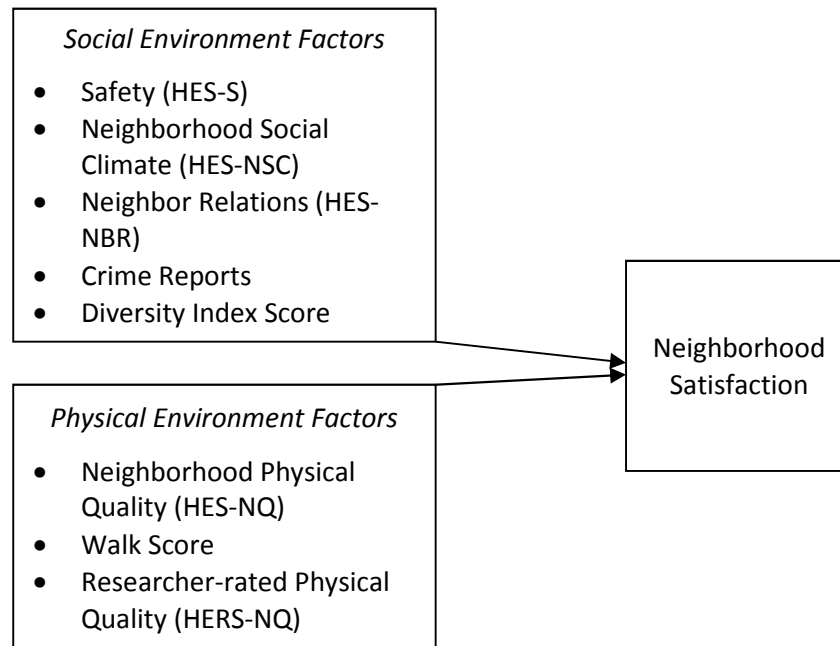 Social Environment Factors
• Safety (HES-S)
• Neighborhood Social
Climate (HES-NSC)
• Neighbor Relations (HES-
NBR)
• Crime Reports
• Diversity Index Score
Neighborhood
Satisfaction
Physical Environment Factors
• Neighborhood Physical
Quality (HES-NQ)
• Walk Score
• Researcher-rated Physical
Quality (HERS-NQ)